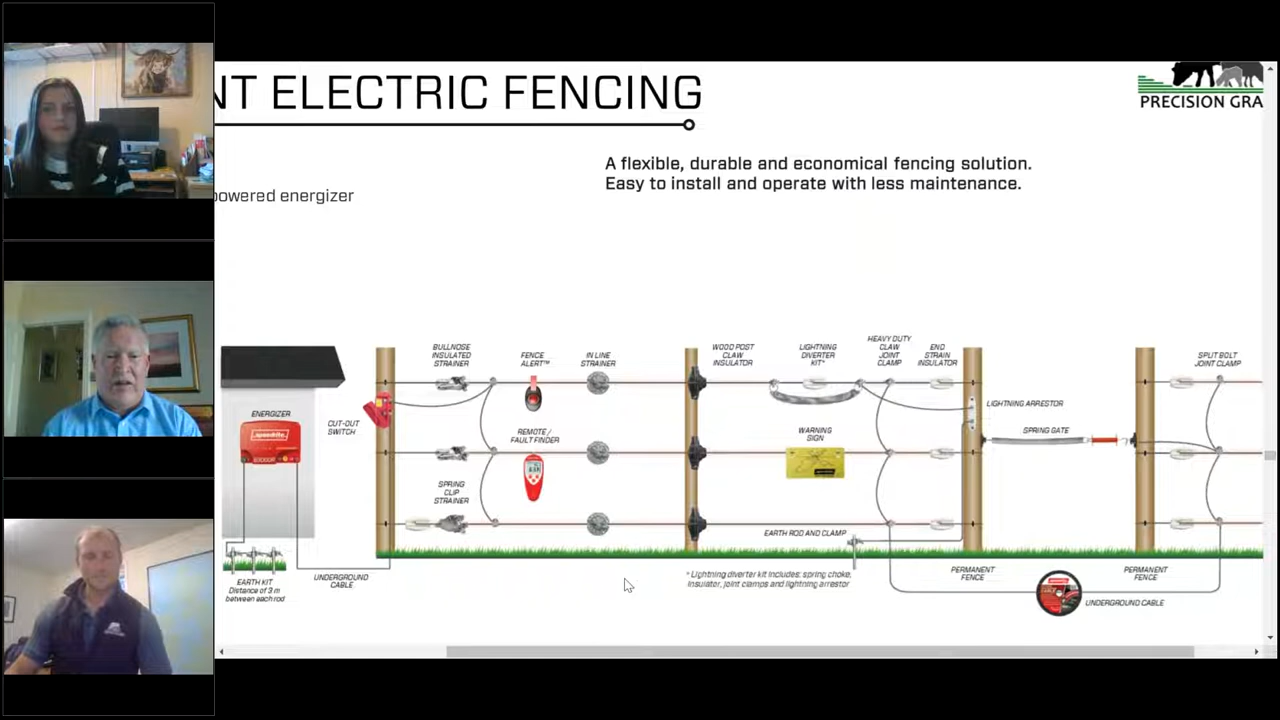 NT ELECTRIC FENCING
PRECISION GRA
A flexible, durable and economical fencing solution.
Easy to install and operate with less maintenance.
powered energizer
BULLNOSE
INSULATED
STRAINER
FENCE
ALERT™
IN LINE
STRAINER
WOOD POST
CLAW
INSULATOR
LIGHTNING
DIVERTER
KIT*
HEAVY DUTY
CLAW
JOINT
CLAMP
END
STRAIN
INSULATOR
SPLIT BOLT
JOINT CLAMP
ENERGIZER
speedrite
CUT-OUT
SWITCH
LIGHTNING ARRESTOR
REMOTE /
FAULT FINDER
WARNING
SIGN
SPRING GATE
SPRING
CLIP
STRAINER
EARTH ROD AND CLAMP
EARTH KIT
Distance of 3 m
between each rod
UNDERGROUND
CABLE
* Lightning diverter kit includes: spring choke,
insulator, joint clamps and lightning arrestor
PERMANENT
FENCE
PERMANENT
FENCE
UNDERGROUND CABLE